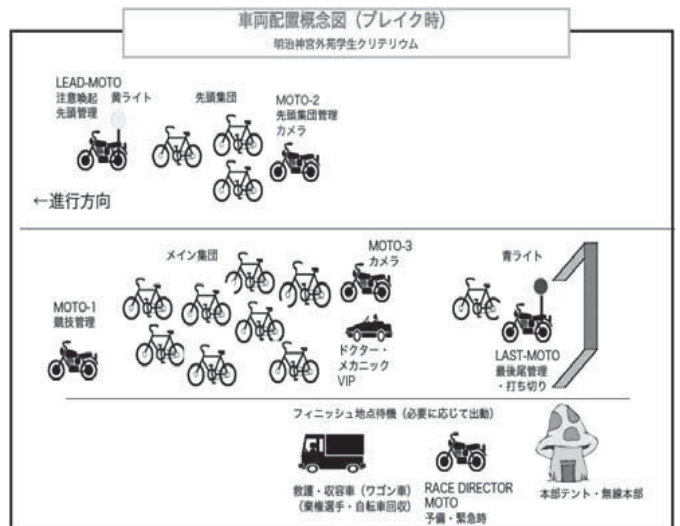 車両配置概念図（ブレイク時）
明治神宮外苑学生クリテリウム
LEAD-MOTO
注意喚起　黄ライト
先頭管理
先頭集団
MOTO-2
先頭集団管理
カメラ
←進行方向
メイン集団
MOTO-3
カメラ
青ライト
MOTO-1
競技管理
ドクター・
メカニック
VIP
LAST-MOTO
最後尾管理
・打ち切り
フィニッシュ地点待機（必要に応じて出動）
救護・収容車（ワゴン車）
（棄権選手・自転車回収）
RACE DIRECTOR
MOTO
予備・緊急時
本部テント・無線本部